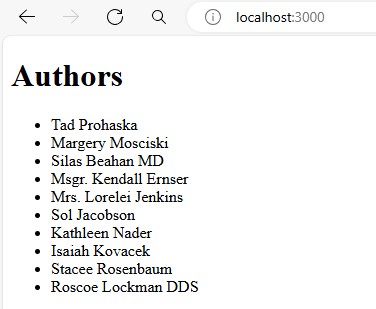 localhost:3000
Authors
Tad Prohaska
Margery Mosciski
Silas Beahan MD
Msgr. Kendall Ernser
Mrs. Lorelei Jenkins
Sol Jacobson
Kathleen Nader
Isaiah Kovacek
Stacee Rosenbaum
Roscoe Lockman DDS